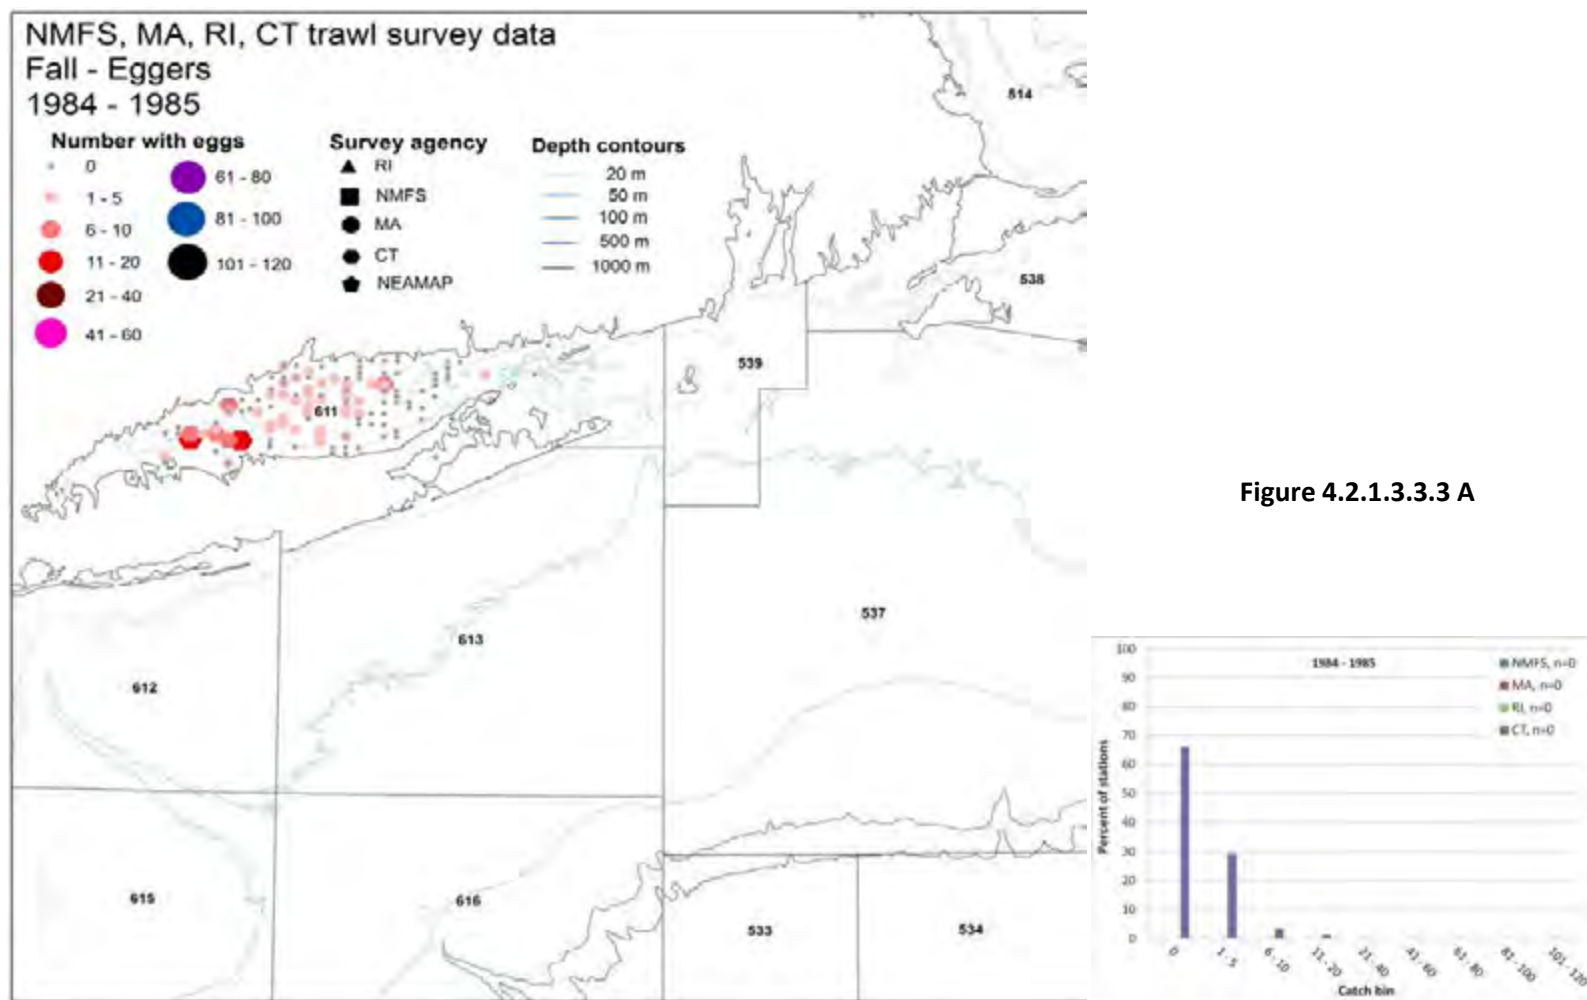 NMFS, MA, RI, CT trawl survey data
Fall - Eggers
1984 - 1985
Number with eggs
0
1 - 5
6 - 10
11 - 20
21 - 40
41 - 60
61 - 80
81 - 100
101 - 120
Survey agency
RI
NMFS
MA
CT
NEAMAP
Depth contours
20 m
50 m
100 m
500 m
1000 m
514
538
539
611
537
613
612
615
616
533
534
Figure 4.2.1.3.3.3 A
1984 - 1985
NMFS, n=0
MA, n=0
RI, n=0
CT, n=0
Percent of stations
100
90
80
70
60
50
40
30
20
10
0
0
1 - 5
6 - 10
11 - 20
21 - 40
41 - 60
61 - 80
81 - 100
101 - 120
Catch bin